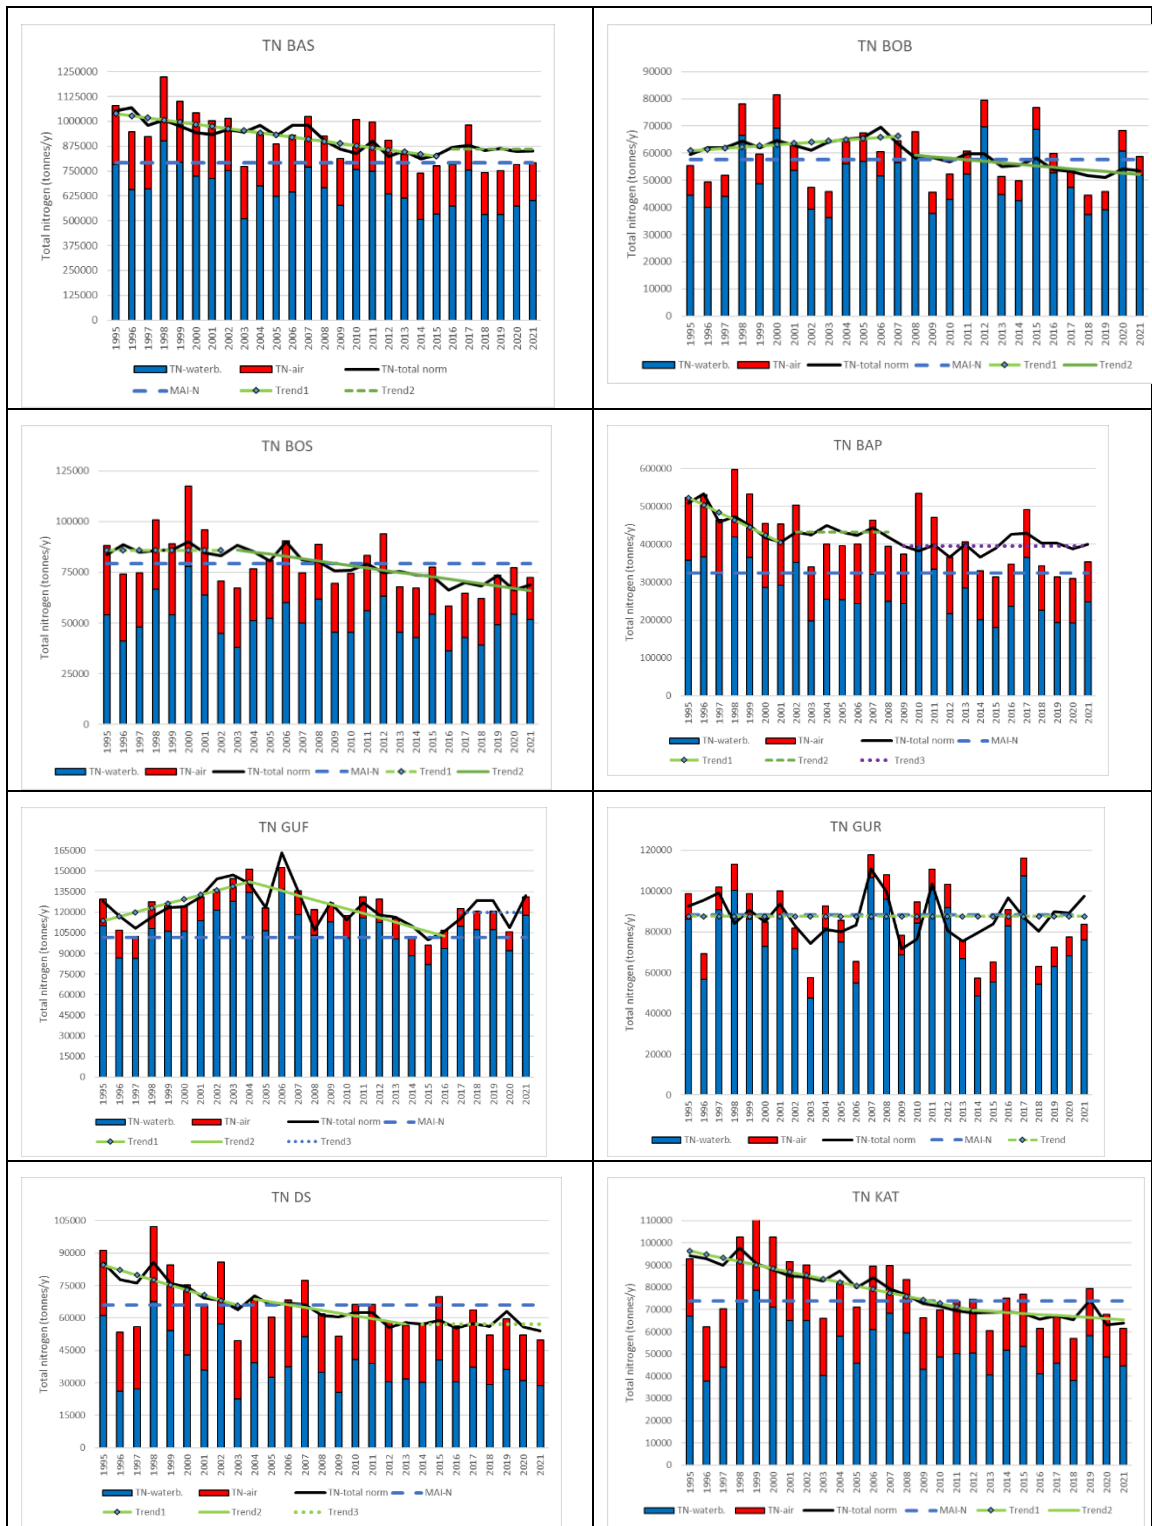 TN BAS
Total nitrogen (tonnes/y)
1250000
1125000
1000000
875000
750000
625000
500000
375000
250000
125000
0
1995 1996 1997 1998 1999 2000 2001 2002 2003 2004 2005 2006 2007 2008 2009 2010 2011 2012 2013 2014 2015 2016 2017 2018 2019 2020 2021
TN-waterb. TN-air TN-total norm
MAI-N Trend1 Trend2
TN BOB
Total nitrogen (tonnes/y)
90000
80000
70000
60000
50000
40000
30000
20000
10000
0
1995 1996 1997 1998 1999 2000 2001 2002 2003 2004 2005 2006 2007 2008 2009 2010 2011 2012 2013 2014 2015 2016 2017 2018 2019 2020 2021
TN-waterb. TN-air TN-total norm MAI-N Trend1 Trend2
TN BOS
Total nitrogen (tonnes/y)
125000
100000
75000
50000
25000
0
1995 1996 1997 1998 1999 2000 2001 2002 2003 2004 2005 2006 2007 2008 2009 2010 2011 2012 2013 2014 2015 2016 2017 2018 2019 2020 2021
TN-waterb. TN-air TN-total norm MAI-N Trend1 Trend2
TN BAP
Total nitrogen (tonnes/y)
600000
500000
400000
300000
200000
100000
0
1995 1996 1997 1998 1999 2000 2001 2002 2003 2004 2005 2006 2007 2008 2009 2010 2011 2012 2013 2014 2015 2016 2017 2018 2019 2020 2021
TN-waterb. TN-air TN-total norm MAI-N
Trend1 Trend2 Trend3
TN GUF
Total nitrogen (tonnes/y)
165000
150000
135000
120000
105000
90000
75000
60000
45000
30000
15000
0
1995 1996 1997 1998 1999 2000 2001 2002 2003 2004 2005 2006 2007 2008 2009 2010 2011 2012 2013 2014 2015 2016 2017 2018 2019 2020 2021
TN-waterb. TN-air TN-total norm MAI-N
Trend1 Trend2 Trend3
TN GUR
Total nitrogen (tonnes/y)
120000
100000
80000
60000
40000
20000
0
1995 1996 1997 1998 1999 2000 2001 2002 2003 2004 2005 2006 2007 2008 2009 2010 2011 2012 2013 2014 2015 2016 2017 2018 2019 2020 2021
TN-waterb. TN-air TN-total norm MAI-N Trend
TN DS
Total nitrogen (tonnes/y)
105000
90000
75000
60000
45000
30000
15000
0
1995 1996 1997 1998 1999 2000 2001 2002 2003 2004 2005 2006 2007 2008 2009 2010 2011 2012 2013 2014 2015 2016 2017 2018 2019 2020 2021
TN-waterb. TN-air TN-total norm MAI-N
Trend1 Trend2 Trend3
TN KAT
Total nitrogen (tonnes/y)
110000
100000
90000
80000
70000
60000
50000
40000
30000
20000
10000
0
1995 1996 1997 1998 1999 2000 2001 2002 2003 2004 2005 2006 2007 2008 2009 2010 2011 2012 2013 2014 2015 2016 2017 2018 2019 2020 2021
TN-waterb. TN-air TN-total norm MAI-N Trend1 Trend2